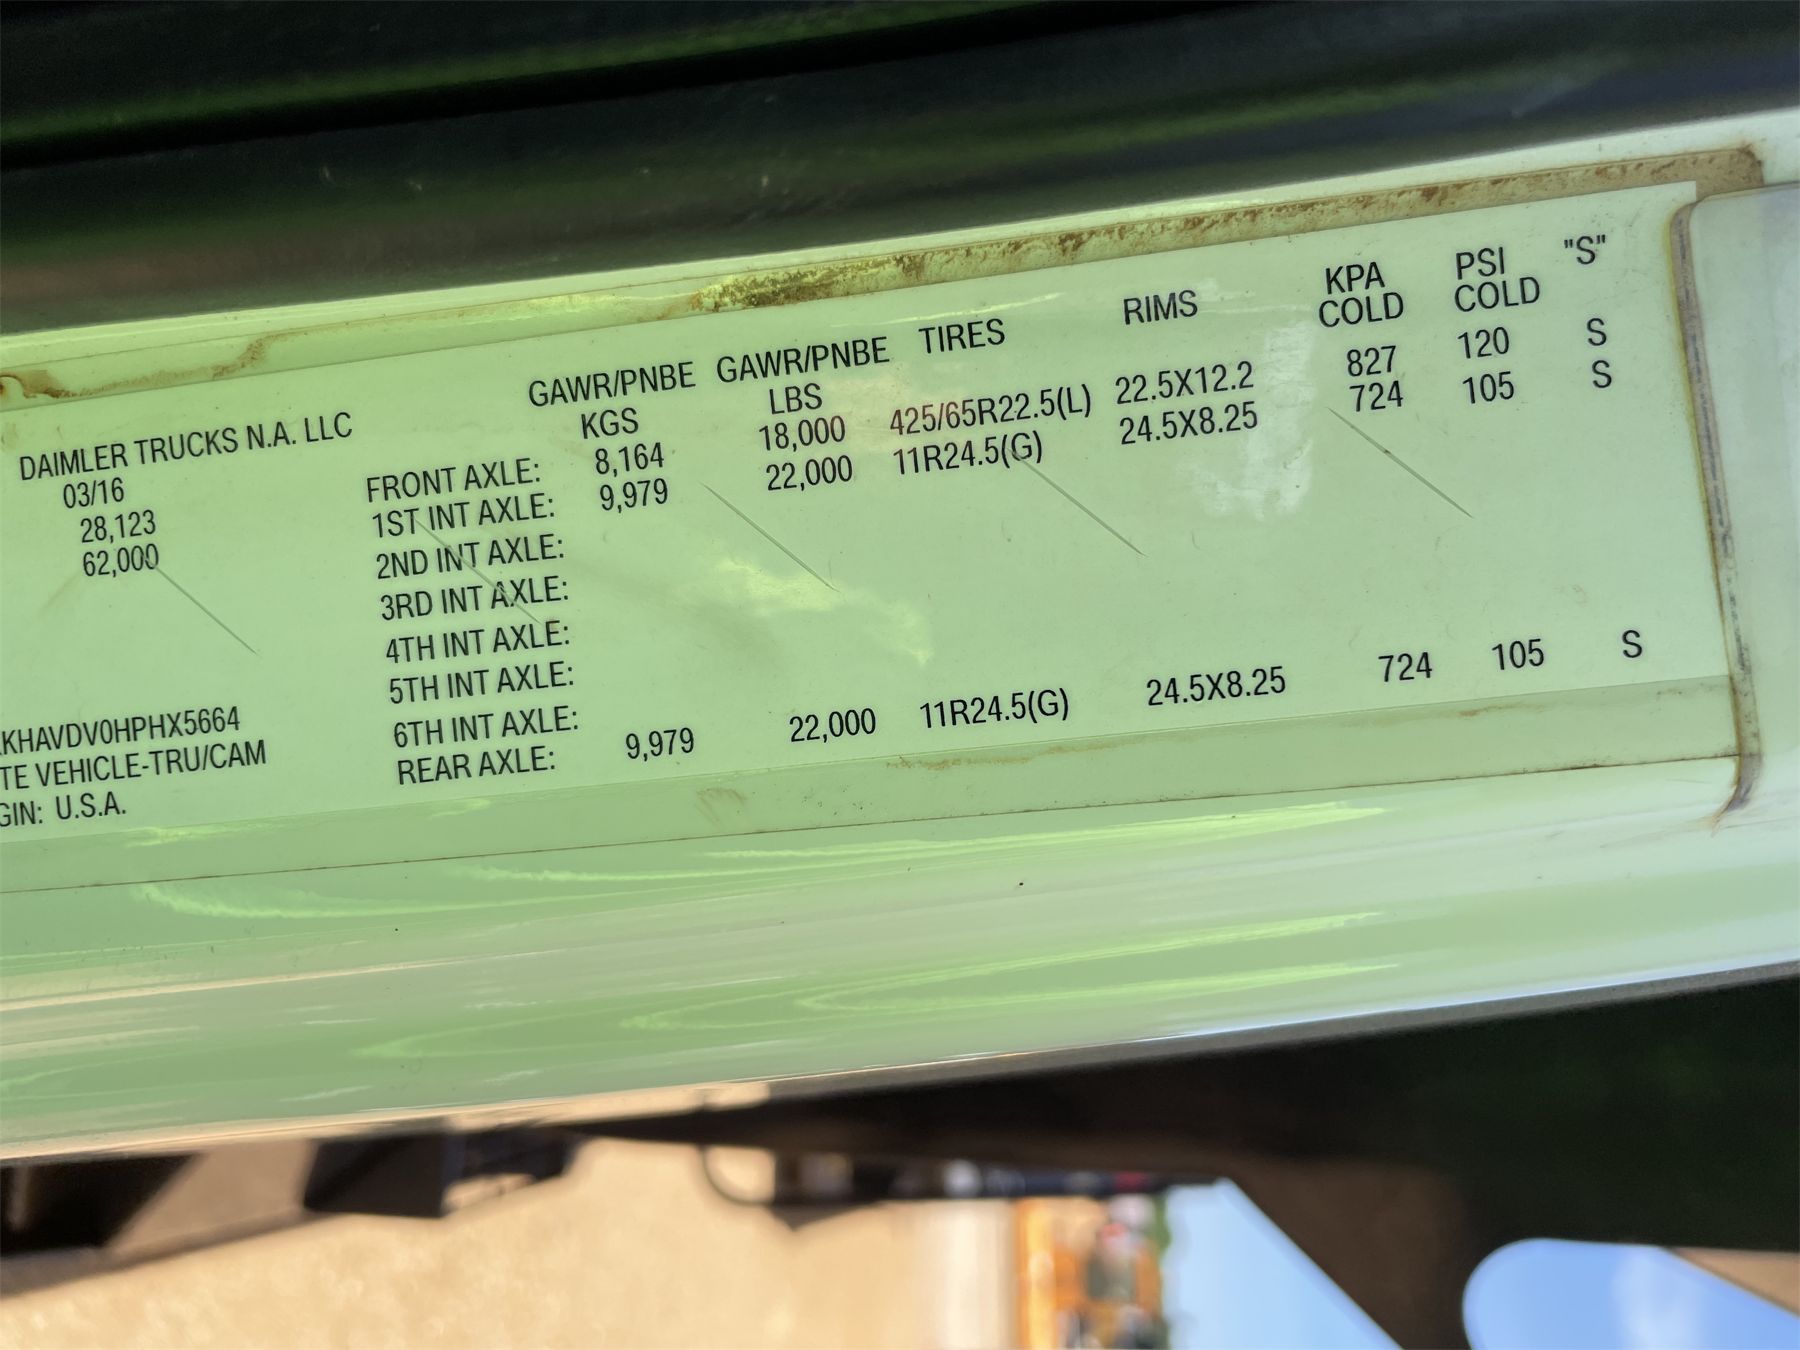 GAWR/PNBE GAWR/PNBE TIRES RIMS KPA PSI "S"
KGS LBS COLD COLD
DAIMLER TRUCKS N.A. LLC FRONT AXLE: 8,164 18,000 425/65R22.5(L) 22.5X12.2 827 120 S
03/16 1ST INT AXLE: 9,979 22,000 11R24.5(G) 24.5X8.25 724 105 S
28,123 2ND INT AXLE:
62,000 3RD INT AXLE:
4TH INT AXLE:
5TH INT AXLE:
KHAVDV0HPHX5664 6TH INT AXLE:
TE VEHICLE-TRU/CAM REAR AXLE: 9,979 22,000 11R24.5(G) 24.5X8.25 724 105 S
GIN: U.S.A.